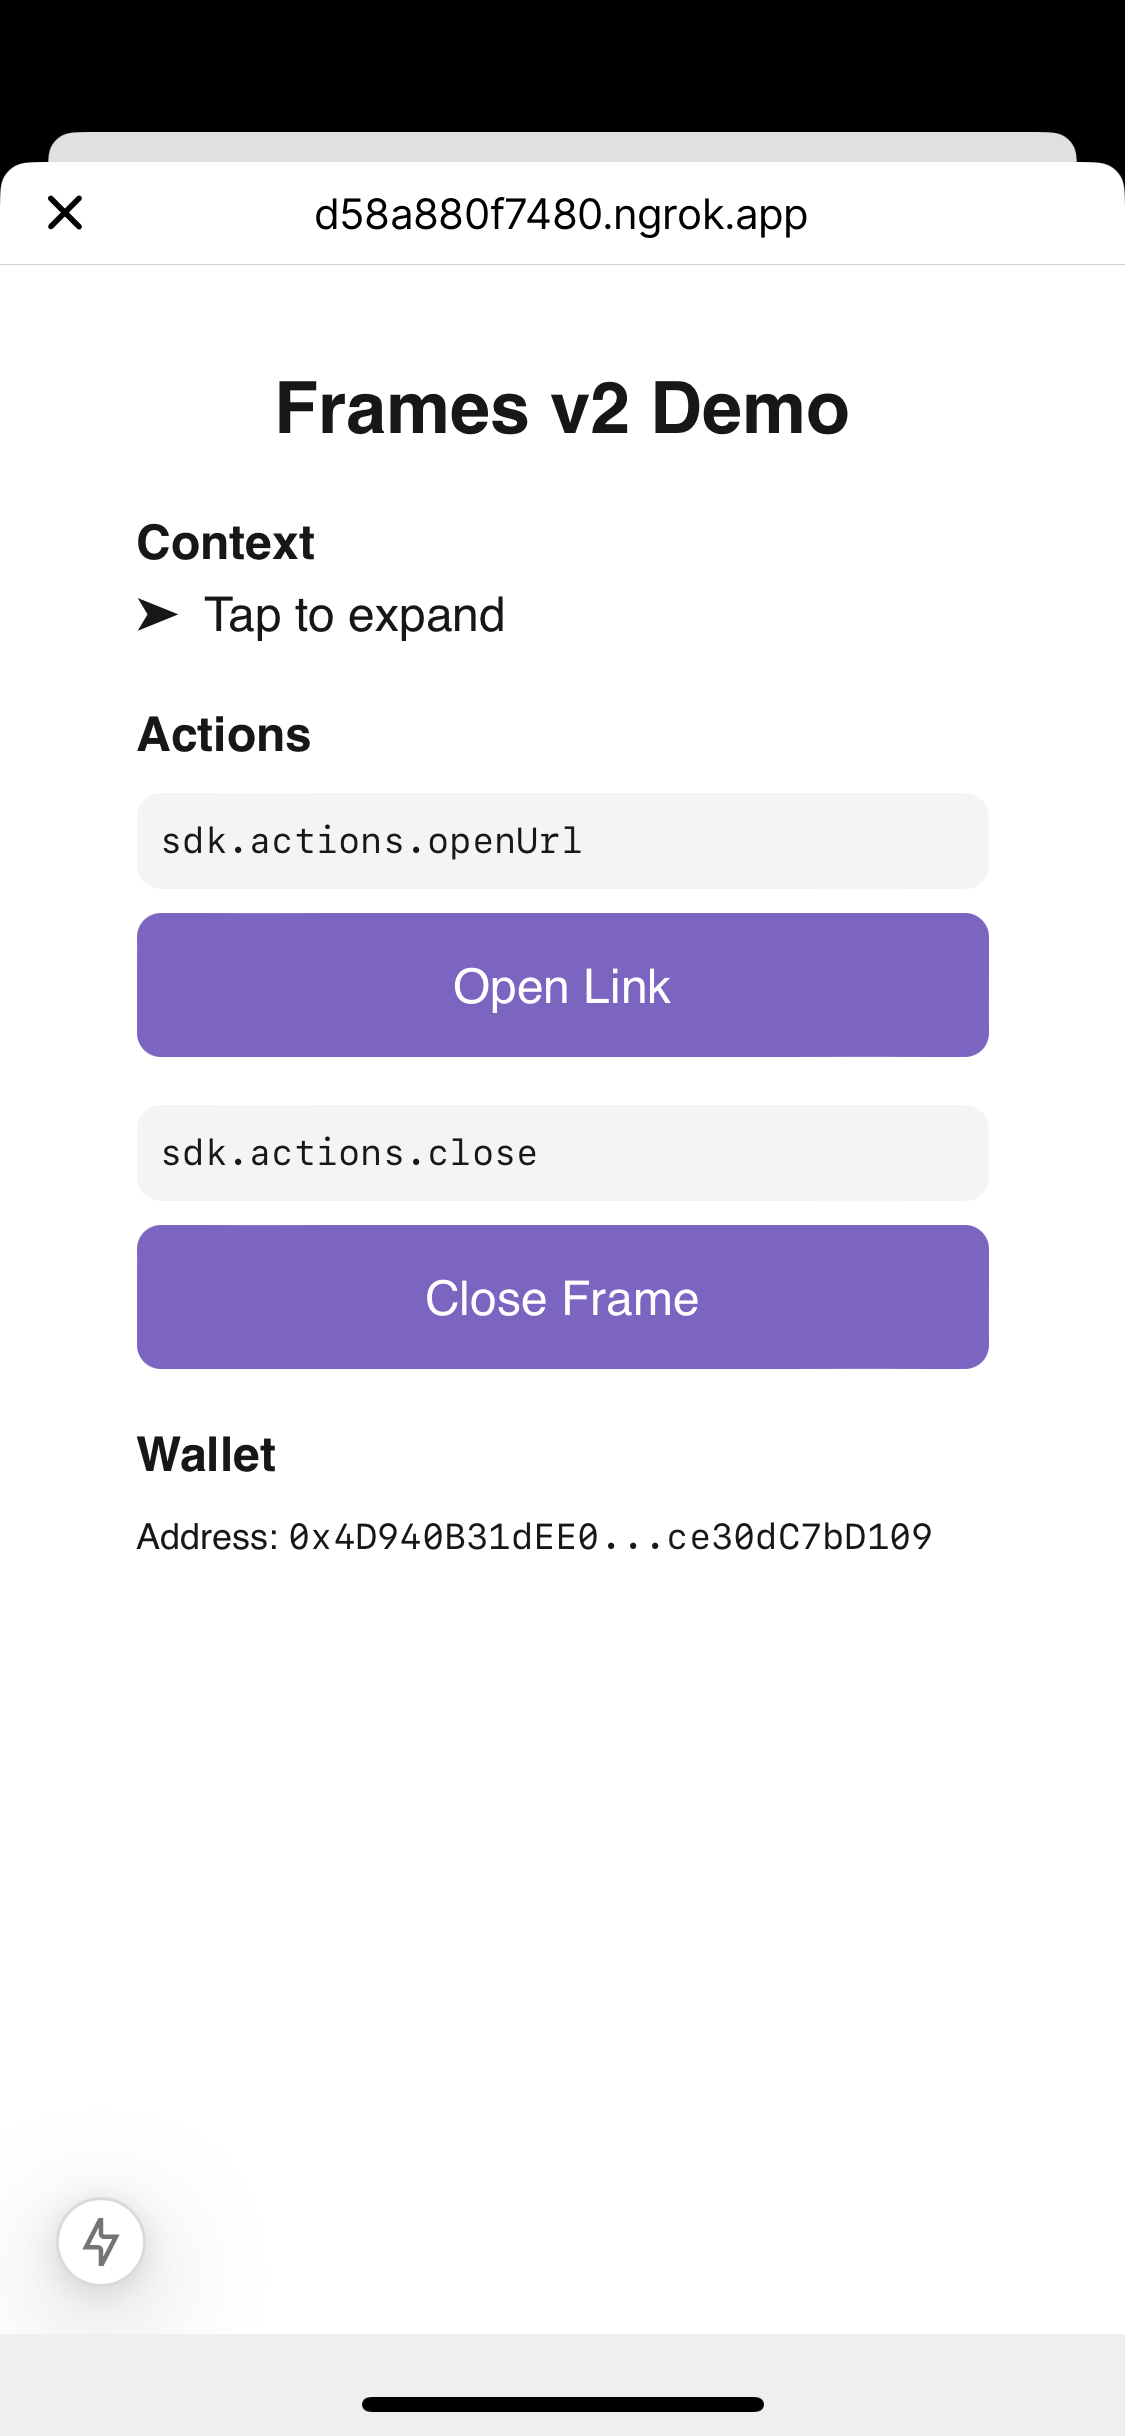 d58a880f7480.ngrok.app
Frames v2 Demo
Context
➤ Tap to expand
Actions
sdk.actions.openUrl
Open Link
sdk.actions.close
Close Frame
Wallet
Address: 0x4D940B31dEE0...ce30dC7bD109